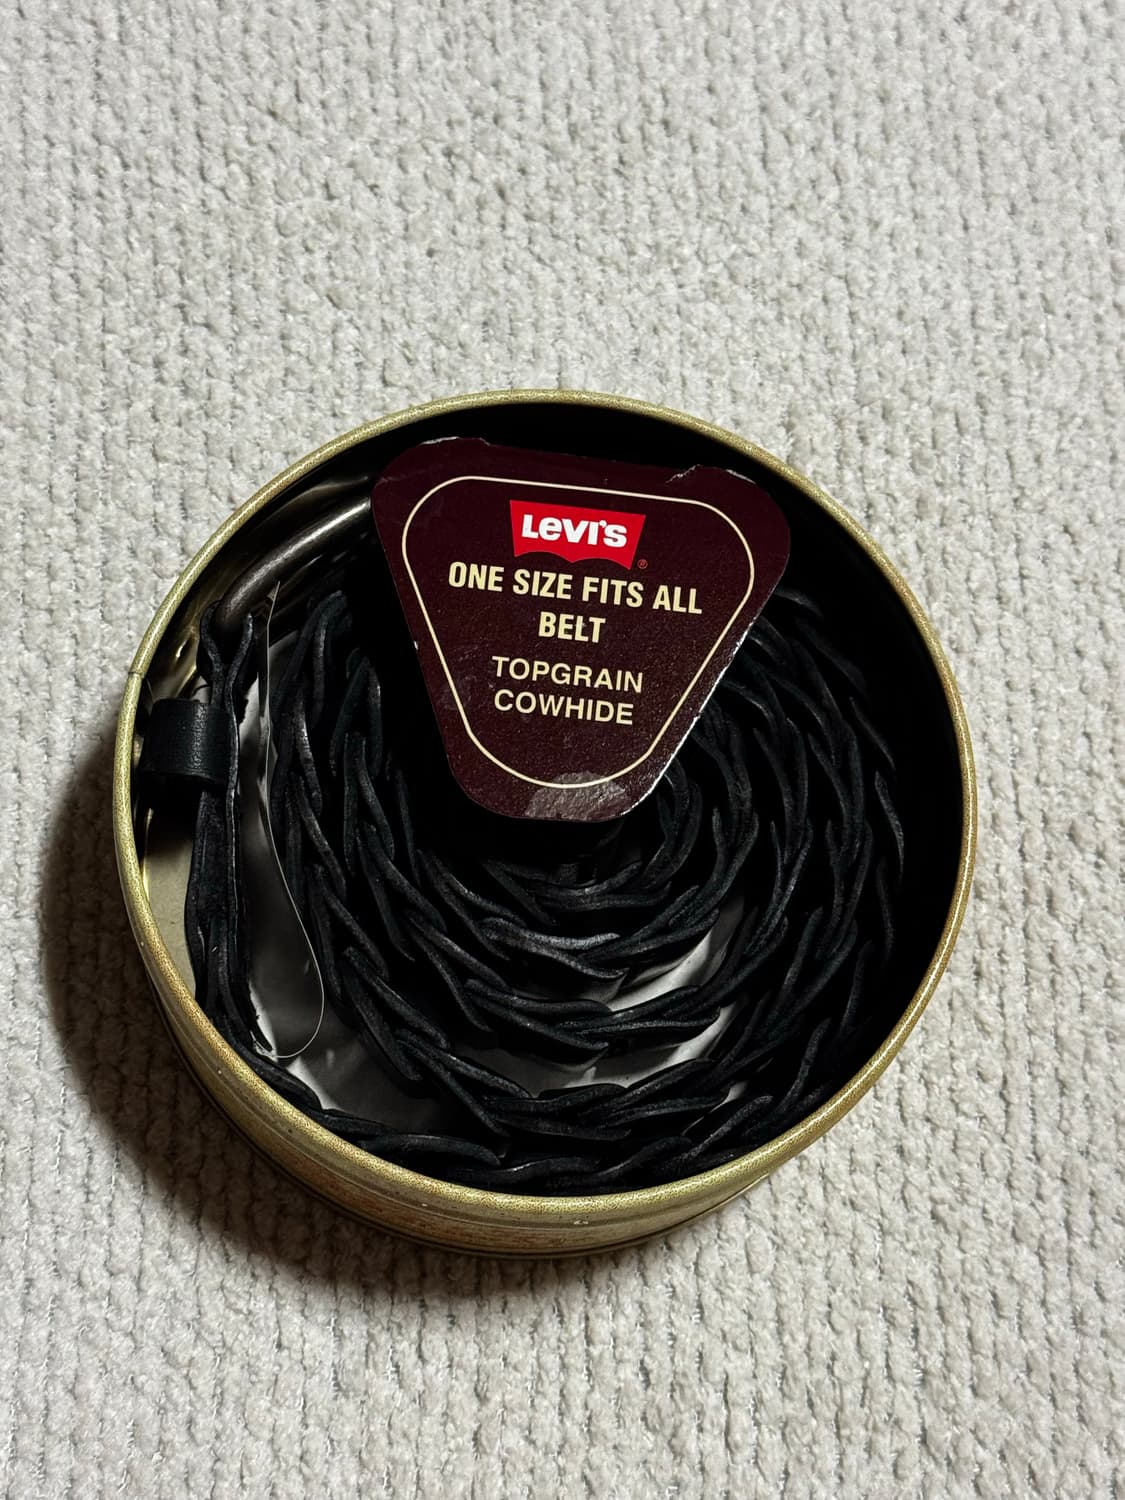 LEVI'S ®
ONE SIZE FITS ALL
BELT
TOPGRAIN
COWHIDE